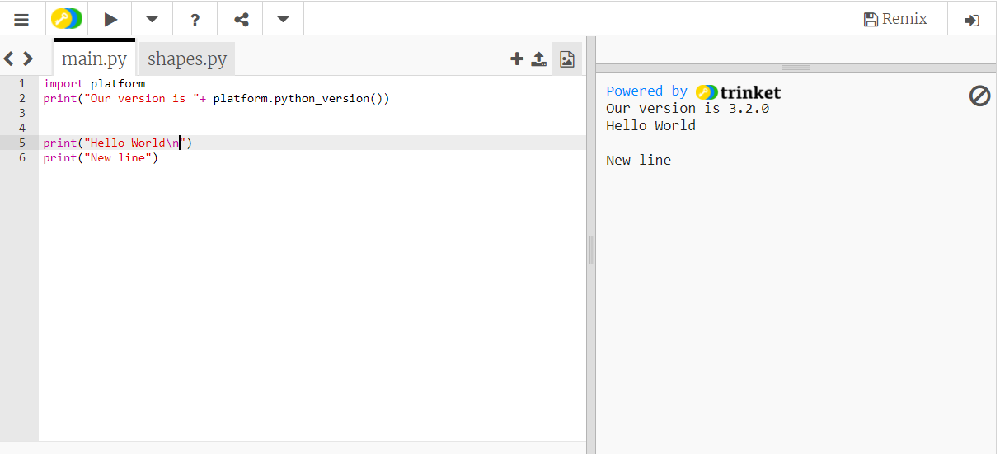 ? Remix
main.py shapes.py
1 import platform
2 print("Our version is "+ platform.python_version())
3
4
5 print("Hello World\n")
6 print("New line")
Powered by trinket
Our version is 3.2.0
Hello World
New line